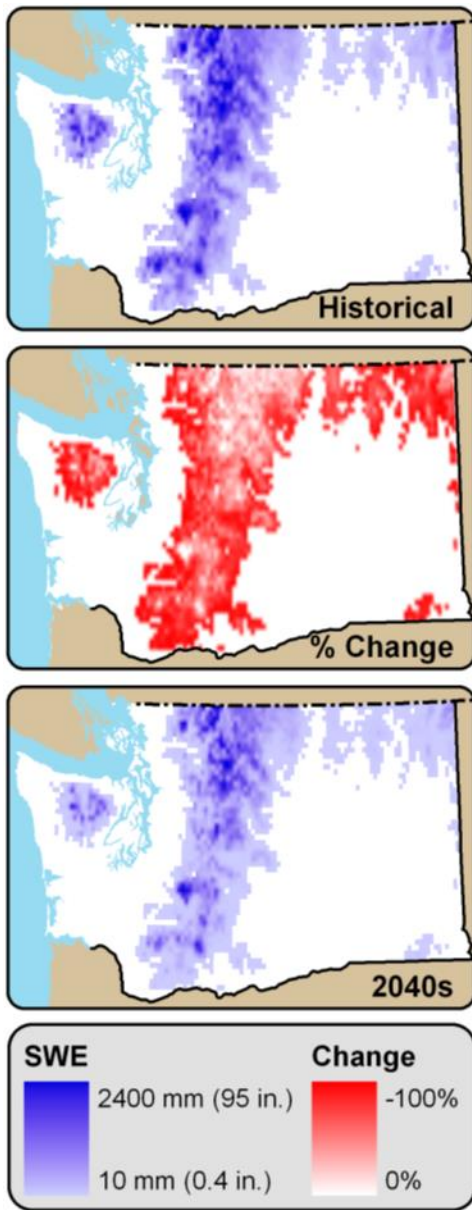 Historical
% Change
2040s
SWE
2400 mm (95 in.)
10 mm (0.4 in.)
Change
-100%
0%